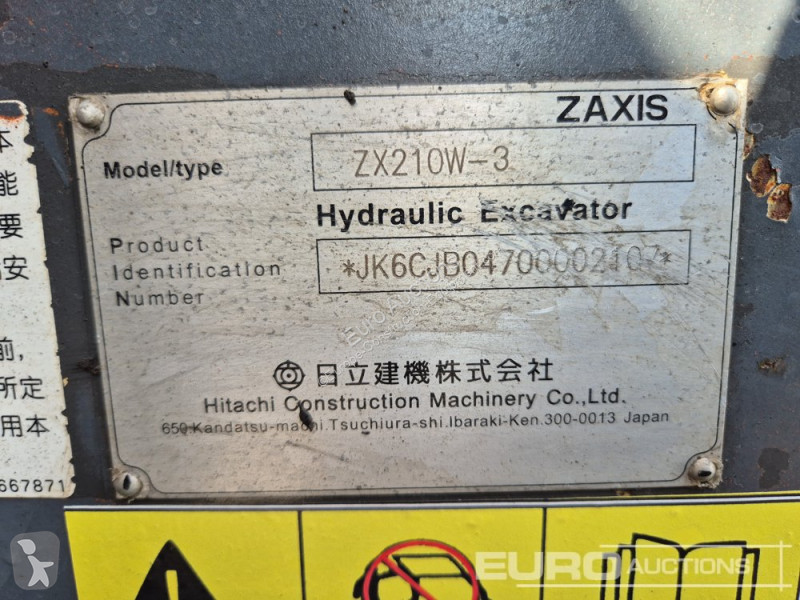 ZAXIS
Model/type
ZX210W-3
Hydraulic Excavator
Product
Identification
Number
*JK6CJB04700002107*
日立建機株式会社
Hitachi Construction Machinery Co.,Ltd.
650.Kandatsu-machi.Tsuchiura-shi.Ibaraki-Ken.300-0013 Japan
本
能
要
安
前,
所定
用本
667871
EURO
AUCTIONS